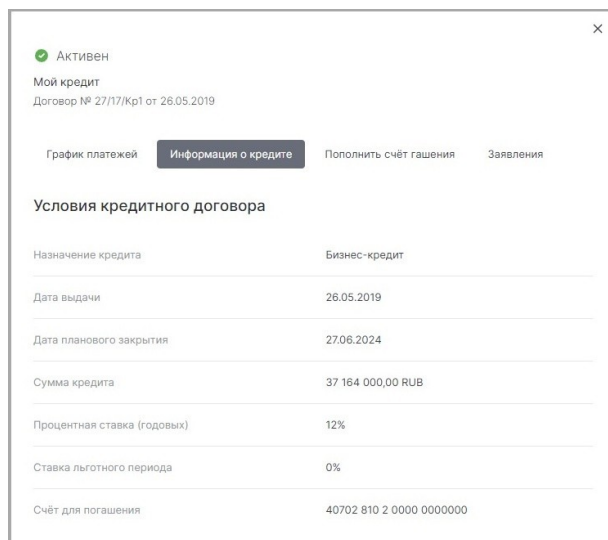 Активен
Мой кредит
Договор № 27/17/Кр1 от 26.05.2019
График платежей Информация о кредите Пополнить счёт гашения Заявления
Условия кредитного договора
Назначение кредита Бизнес-кредит
Дата выдачи 26.05.2019
Дата планового закрытия 27.06.2024
Сумма кредита 37 164 000,00 RUB
Процентная ставка (годовых) 12%
Ставка льготного периода 0%
Счёт для погашения 40702 810 2 0000 0000000